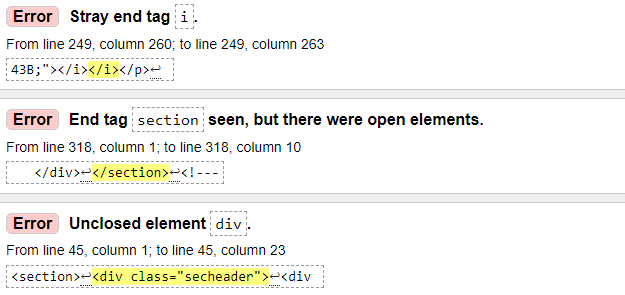 Error Stray end tag i.
From line 249, column 260; to line 249, column 263
43B;"></i></i></p>↩
Error End tag section seen, but there were open elements.
From line 318, column 1; to line 318, column 10
</div>↩</section>↩<!---
Error Unclosed element div.
From line 45, column 1; to line 45, column 23
<section>↩<div class="secheader">↩<div